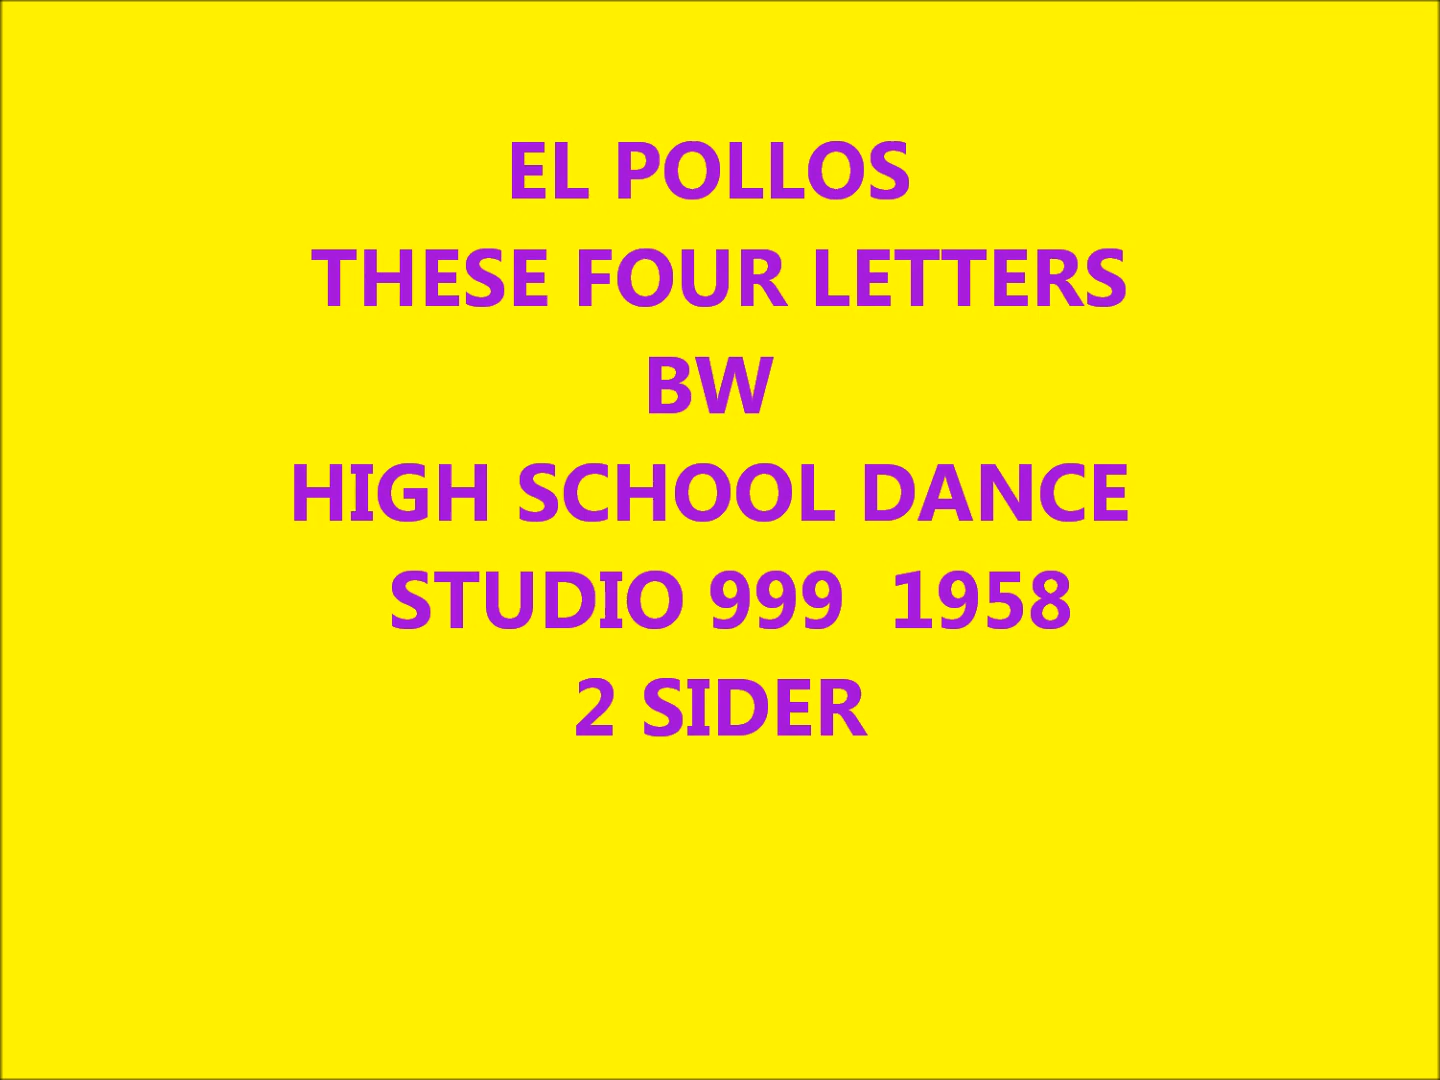 EL POLLOS
THESE FOUR LETTERS
BW
HIGH SCHOOL DANCE
STUDIO 999  1958
2 SIDER